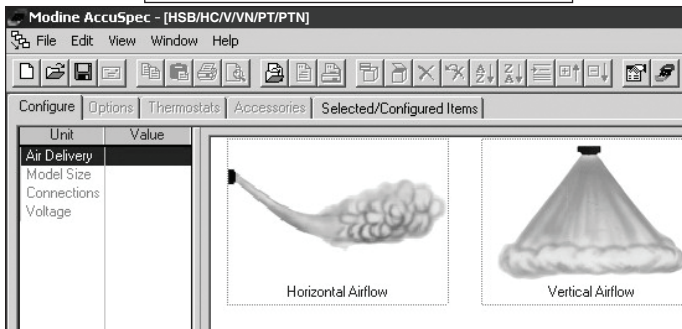 Modine AccuSpec - [HSB/HC/V/VN/PT/PTN]
File Edit View Window Help
Configure Options Thermostats Accessories Selected/Configured Items
Unit Value
Air Delivery
Model Size
Connections
Voltage
Horizontal Airflow
Vertical Airflow